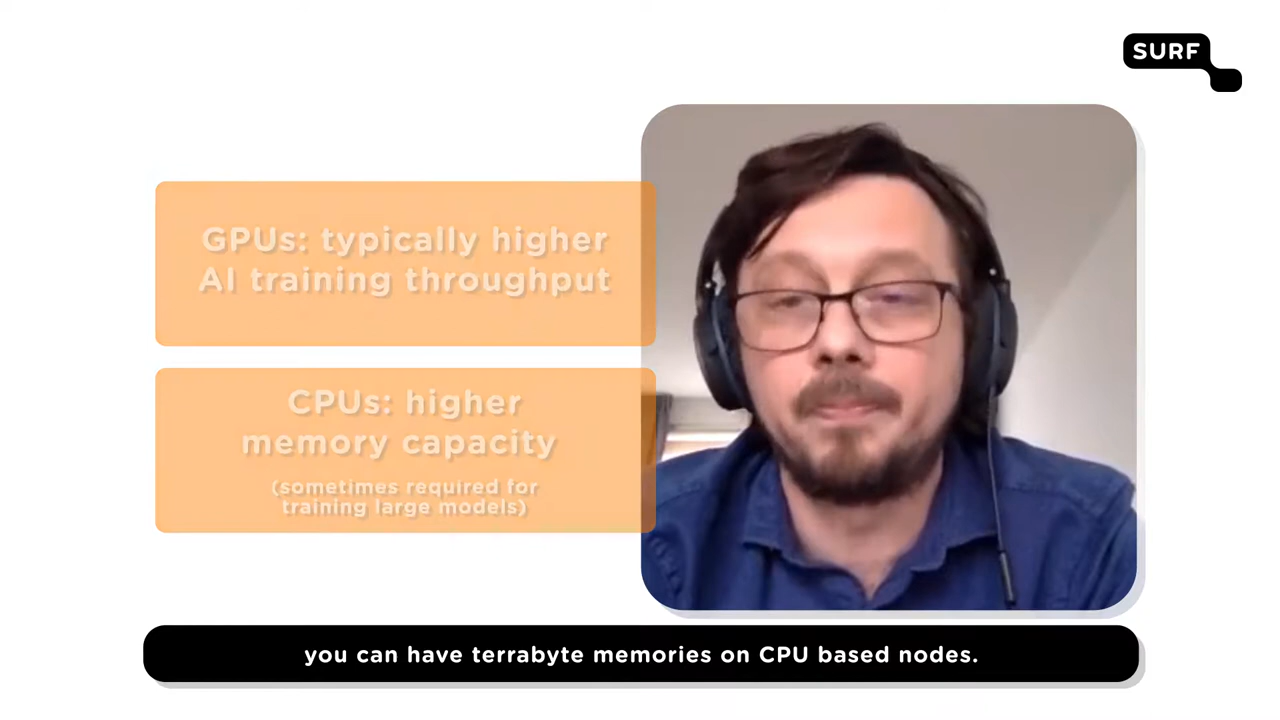 SURF
GPUs: typically higher
AI training throughput
CPUs: higher
memory capacity
(sometimes required for
training large models)
you can have terrabyte memories on CPU based nodes.